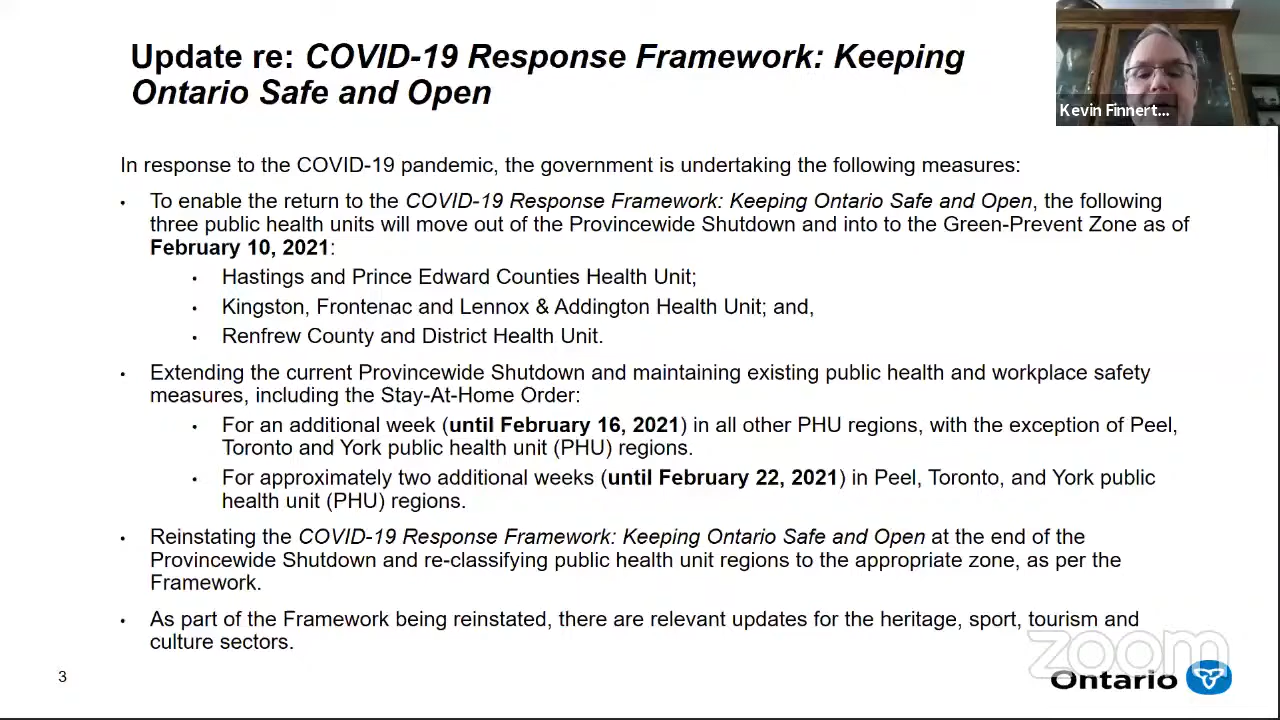 Update re: COVID-19 Response Framework: Keeping
Ontario Safe and Open
Kevin Finnert...
In response to the COVID-19 pandemic, the government is undertaking the following measures:
• To enable the return to the COVID-19 Response Framework: Keeping Ontario Safe and Open, the following
three public health units will move out of the Provincewide Shutdown and into to the Green-Prevent Zone as of
February 10, 2021:
• Hastings and Prince Edward Counties Health Unit;
• Kingston, Frontenac and Lennox & Addington Health Unit; and,
• Renfrew County and District Health Unit.
• Extending the current Provincewide Shutdown and maintaining existing public health and workplace safety
measures, including the Stay-At-Home Order:
• For an additional week (until February 16, 2021) in all other PHU regions, with the exception of Peel,
Toronto and York public health unit (PHU) regions.
• For approximately two additional weeks (until February 22, 2021) in Peel, Toronto, and York public
health unit (PHU) regions.
• Reinstating the COVID-19 Response Framework: Keeping Ontario Safe and Open at the end of the
Provincewide Shutdown and re-classifying public health unit regions to the appropriate zone, as per the
Framework.
• As part of the Framework being reinstated, there are relevant updates for the heritage, sport, tourism and
culture sectors.
zoom
3
Ontario